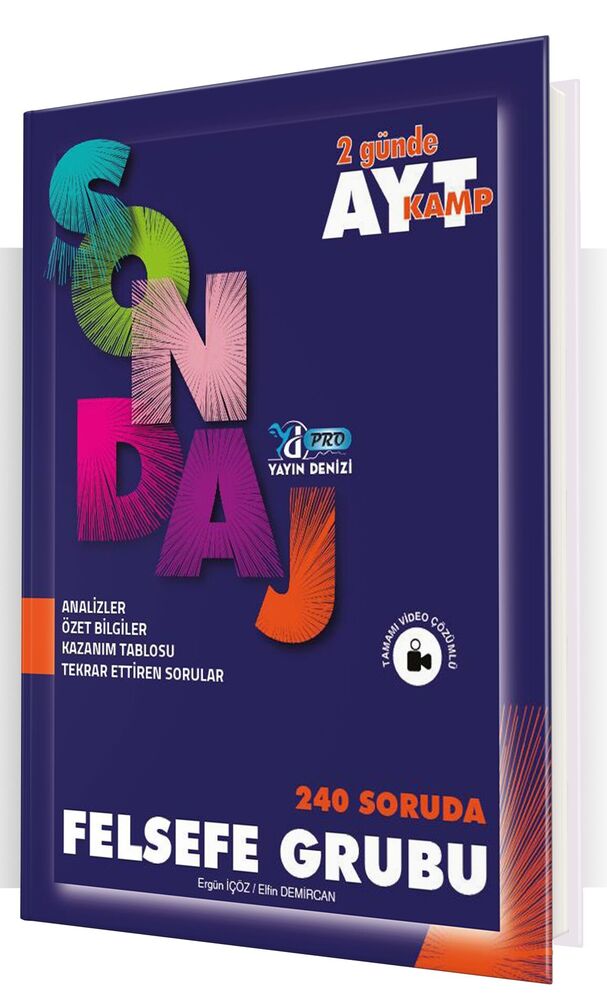 SONDAJ
2 günde
AYT
KAMP
yd PRO
YAYIN DENİZİ
ANALİZLER
ÖZET BİLGİLER
KAZANIM TABLOSU
TEKRAR ETTİREN SORULAR
TAMAMI VİDEO ÇÖZÜMLÜ
240 SORUDA
FELSEFE GRUBU
Ergün İÇÖZ / Elfin DEMİRCAN